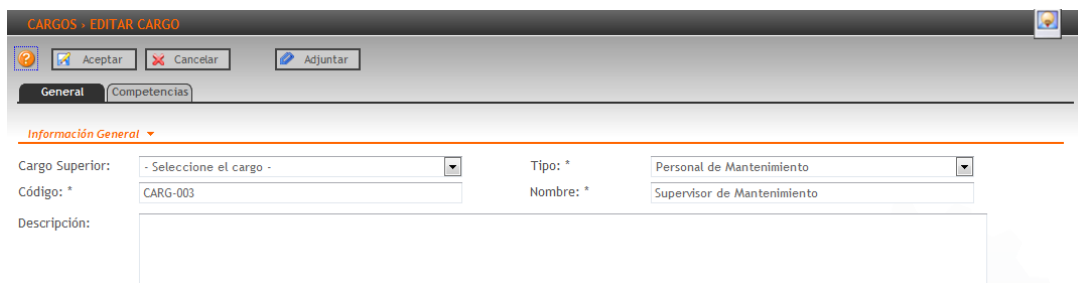 CARGOS › EDITAR CARGO
Aceptar Cancelar Adjuntar
General Competencias
Información General
Cargo Superior: - Seleccione el cargo - Tipo: * Personal de Mantenimiento
Código: * CARG-003 Nombre: * Supervisor de Mantenimiento
Descripción: